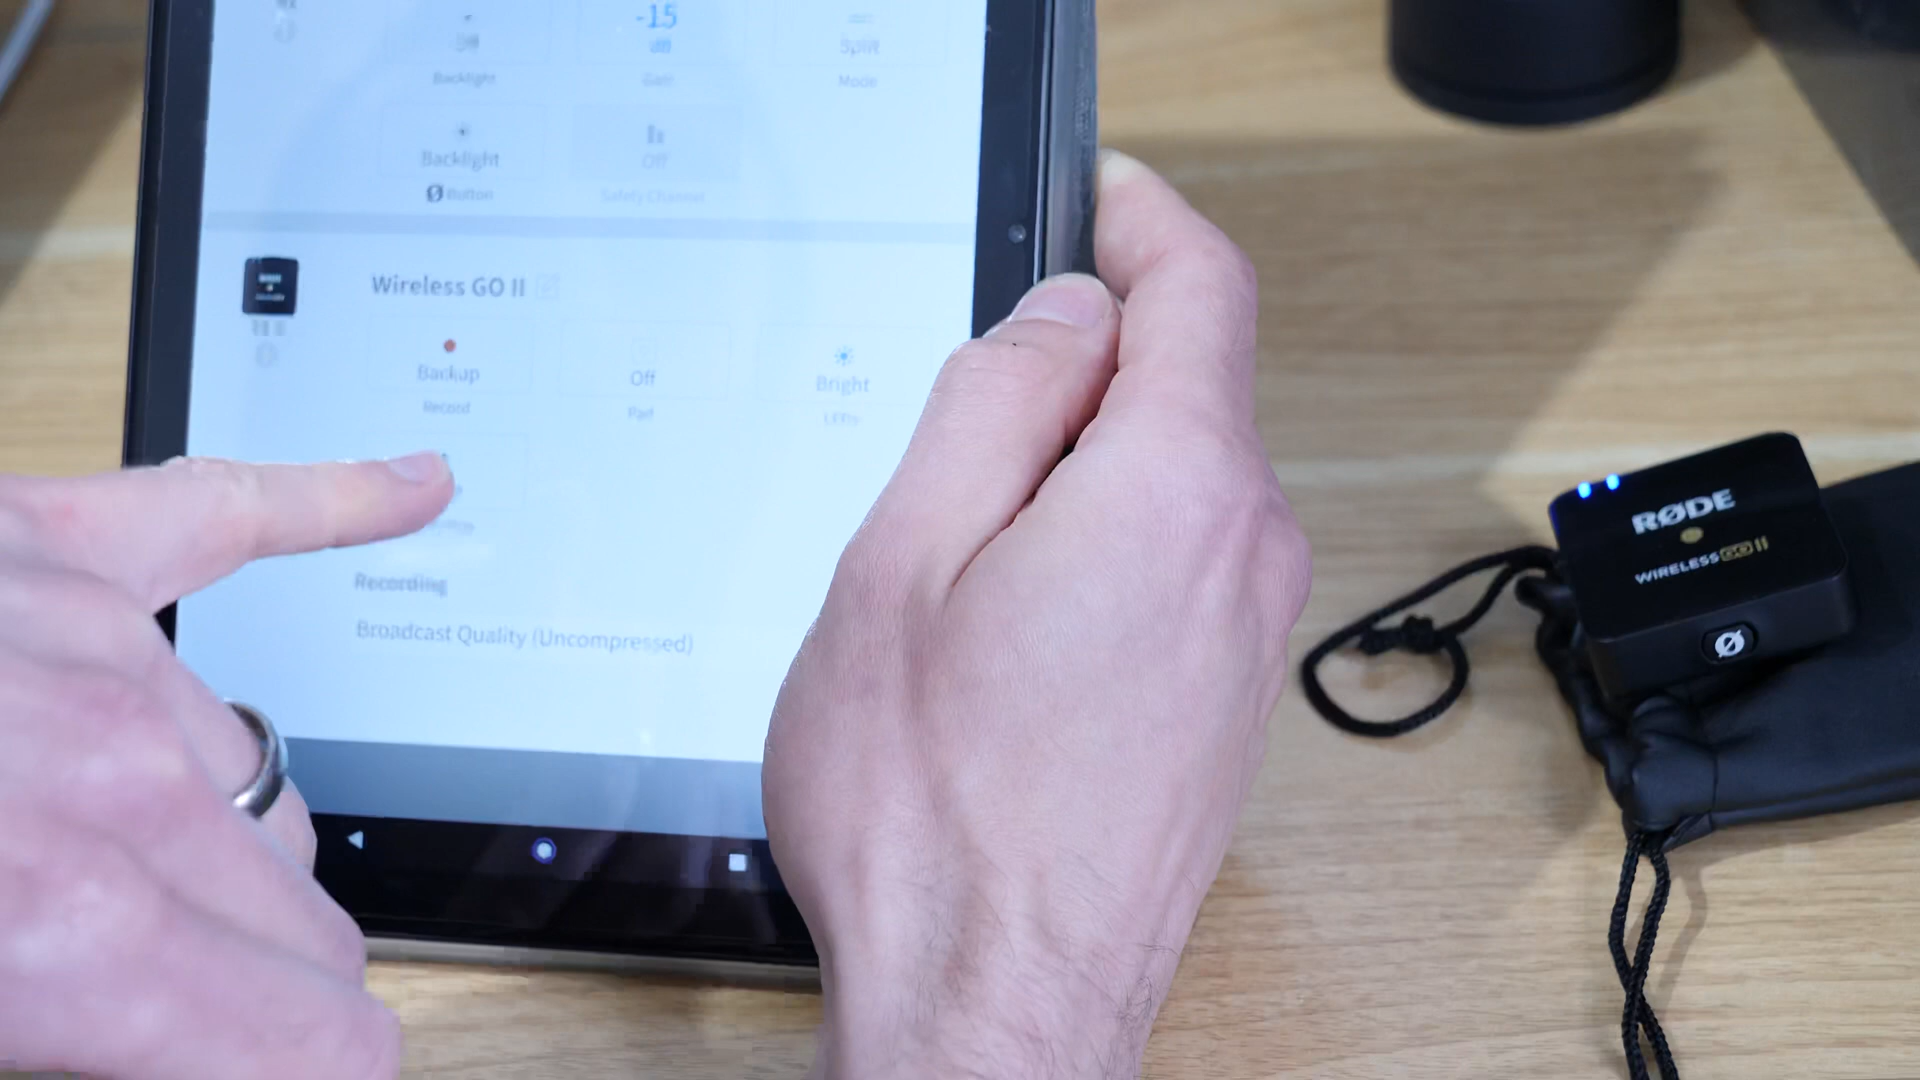 -15
Off dB Split
Backlight Gain Mode
Backlight Off
Button Safety Channel
Wireless GO II
Backup Off Bright
Record Pad LEDs
Recording
Broadcast Quality (Uncompressed)
RØDE
WIRELESS GO II